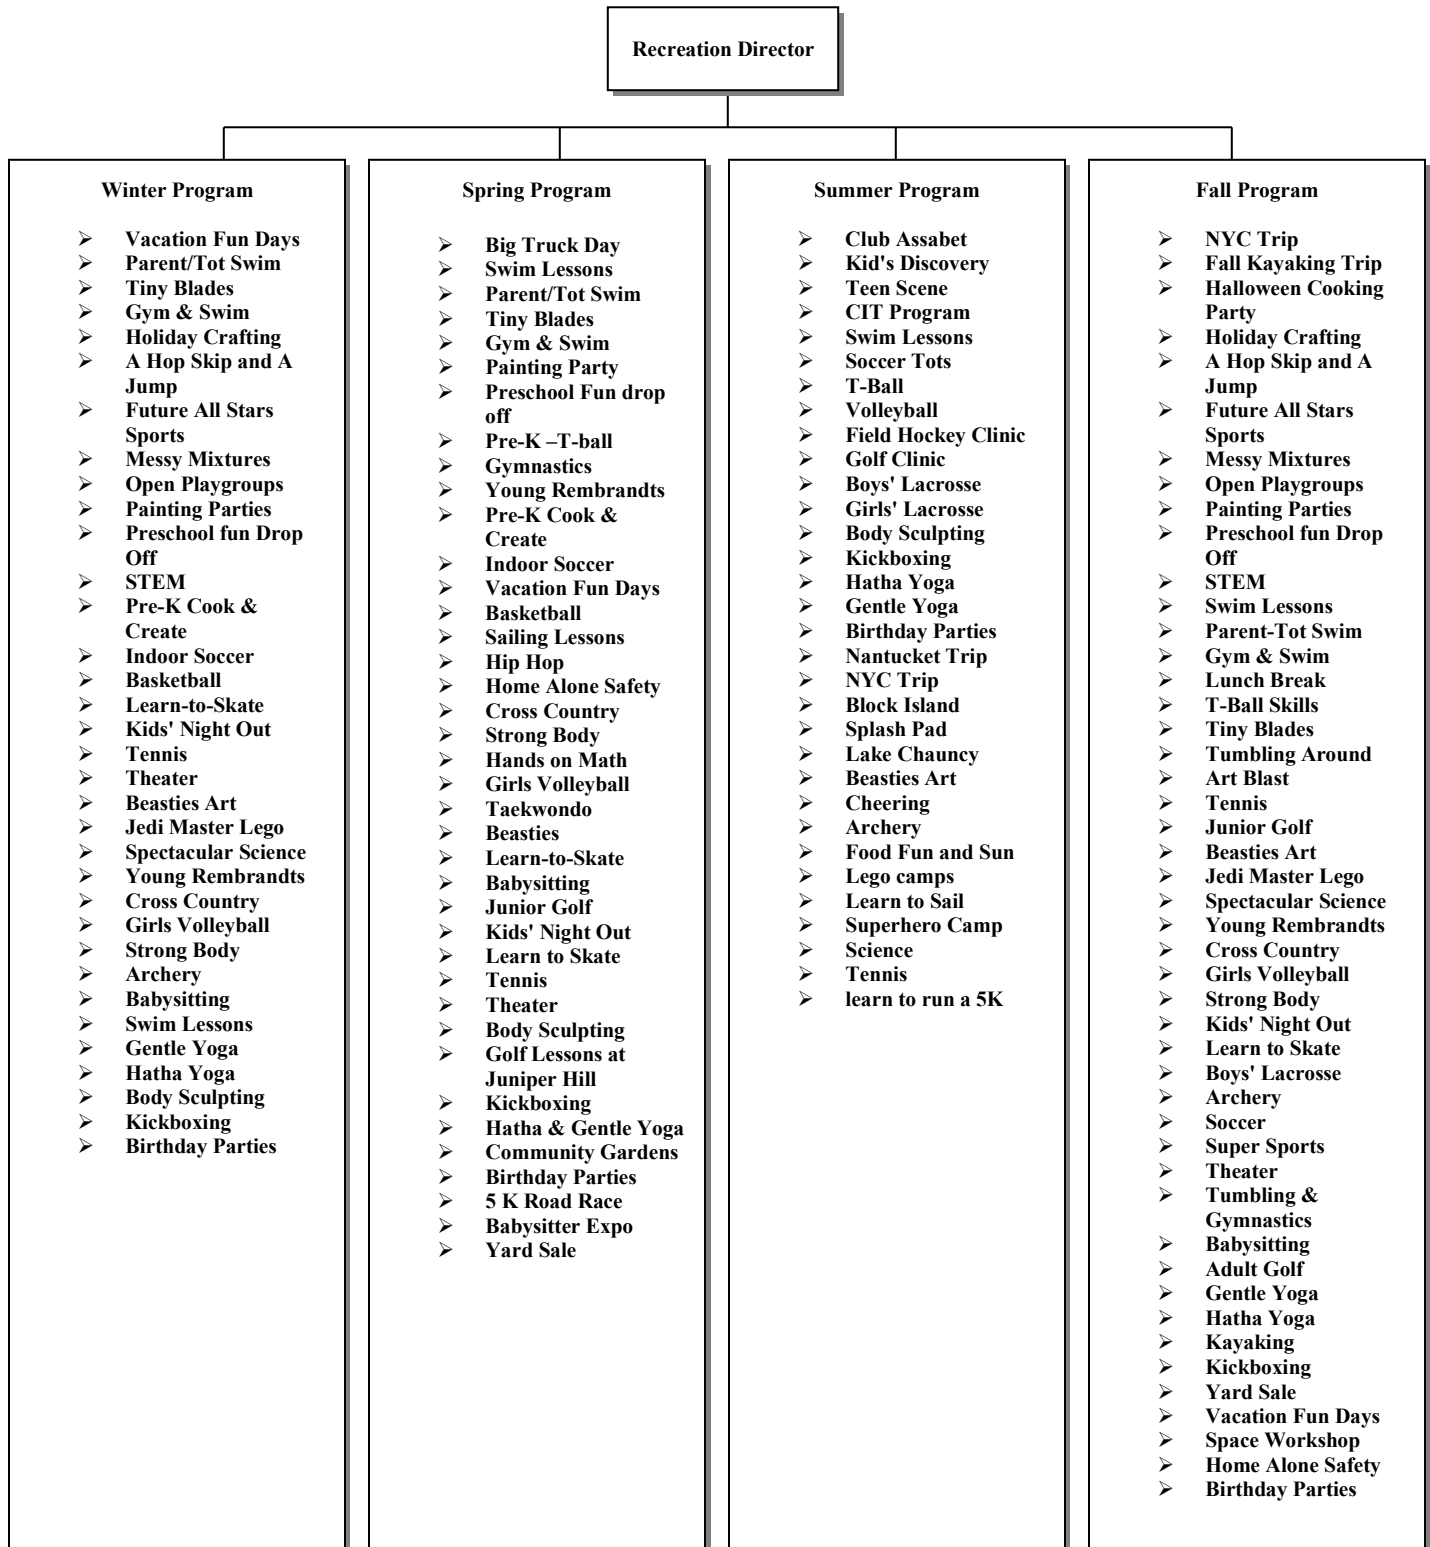 Recreation Director
Winter Program
➢ Vacation Fun Days
➢ Parent/Tot Swim
➢ Tiny Blades
➢ Gym & Swim
➢ Holiday Crafting
➢ A Hop Skip and A
Jump
➢ Future All Stars
Sports
➢ Messy Mixtures
➢ Open Playgroups
➢ Painting Parties
➢ Preschool fun Drop
Off
➢ STEM
➢ Pre-K Cook &
Create
➢ Indoor Soccer
➢ Basketball
➢ Learn-to-Skate
➢ Kids' Night Out
➢ Tennis
➢ Theater
➢ Beasties Art
➢ Jedi Master Lego
➢ Spectacular Science
➢ Young Rembrandts
➢ Cross Country
➢ Girls Volleyball
➢ Strong Body
➢ Archery
➢ Babysitting
➢ Swim Lessons
➢ Gentle Yoga
➢ Hatha Yoga
➢ Body Sculpting
➢ Kickboxing
➢ Birthday Parties
Spring Program
➢ Big Truck Day
➢ Swim Lessons
➢ Parent/Tot Swim
➢ Tiny Blades
➢ Gym & Swim
➢ Painting Party
➢ Preschool Fun drop
off
➢ Pre-K –T-ball
➢ Gymnastics
➢ Young Rembrandts
➢ Pre-K Cook &
Create
➢ Indoor Soccer
➢ Vacation Fun Days
➢ Basketball
➢ Sailing Lessons
➢ Hip Hop
➢ Home Alone Safety
➢ Cross Country
➢ Strong Body
➢ Hands on Math
➢ Girls Volleyball
➢ Taekwondo
➢ Beasties
➢ Learn-to-Skate
➢ Babysitting
➢ Junior Golf
➢ Kids' Night Out
➢ Learn to Skate
➢ Tennis
➢ Theater
➢ Body Sculpting
➢ Golf Lessons at
Juniper Hill
➢ Kickboxing
➢ Hatha & Gentle Yoga
➢ Community Gardens
➢ Birthday Parties
➢ 5 K Road Race
➢ Babysitter Expo
➢ Yard Sale
Summer Program
➢ Club Assabet
➢ Kid's Discovery
➢ Teen Scene
➢ CIT Program
➢ Swim Lessons
➢ Soccer Tots
➢ T-Ball
➢ Volleyball
➢ Field Hockey Clinic
➢ Golf Clinic
➢ Boys' Lacrosse
➢ Girls' Lacrosse
➢ Body Sculpting
➢ Kickboxing
➢ Hatha Yoga
➢ Gentle Yoga
➢ Birthday Parties
➢ Nantucket Trip
➢ NYC Trip
➢ Block Island
➢ Splash Pad
➢ Lake Chauncy
➢ Beasties Art
➢ Cheering
➢ Archery
➢ Food Fun and Sun
➢ Lego camps
➢ Learn to Sail
➢ Superhero Camp
➢ Science
➢ Tennis
➢ learn to run a 5K
Fall Program
➢ NYC Trip
➢ Fall Kayaking Trip
➢ Halloween Cooking
Party
➢ Holiday Crafting
➢ A Hop Skip and A
Jump
➢ Future All Stars
Sports
➢ Messy Mixtures
➢ Open Playgroups
➢ Painting Parties
➢ Preschool fun Drop
Off
➢ STEM
➢ Swim Lessons
➢ Parent-Tot Swim
➢ Gym & Swim
➢ Lunch Break
➢ T-Ball Skills
➢ Tiny Blades
➢ Tumbling Around
➢ Art Blast
➢ Tennis
➢ Junior Golf
➢ Beasties Art
➢ Jedi Master Lego
➢ Spectacular Science
➢ Young Rembrandts
➢ Cross Country
➢ Girls Volleyball
➢ Strong Body
➢ Kids' Night Out
➢ Learn to Skate
➢ Boys' Lacrosse
➢ Archery
➢ Soccer
➢ Super Sports
➢ Theater
➢ Tumbling &
Gymnastics
➢ Babysitting
➢ Adult Golf
➢ Gentle Yoga
➢ Hatha Yoga
➢ Kayaking
➢ Kickboxing
➢ Yard Sale
➢ Vacation Fun Days
➢ Space Workshop
➢ Home Alone Safety
➢ Birthday Parties